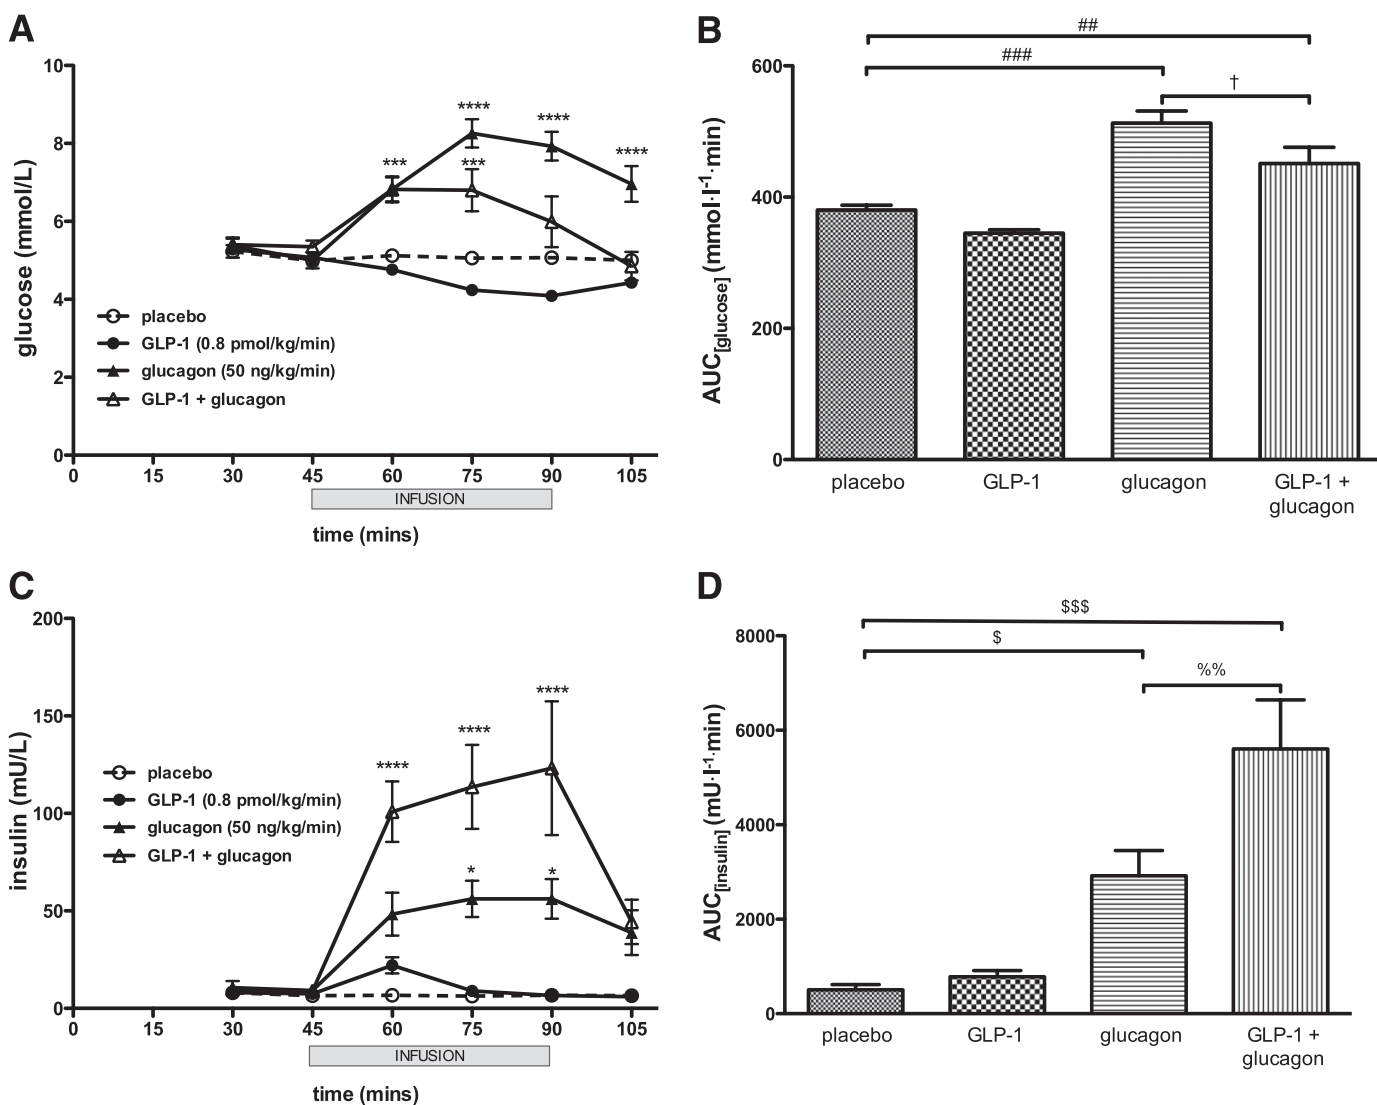 A
10
8
6
4
2
0
glucose (mmol/L)
****
****
****
***
***
placebo
GLP-1 (0.8 pmol/kg/min)
glucagon (50 ng/kg/min)
GLP-1 + glucagon
0 15 30 45 60 75 90 105
INFUSION
time (mins)
B
##
###
†
600
400
200
0
AUC[glucose] (mmol·l-1·min)
placebo GLP-1 glucagon GLP-1 +
glucagon
C
200
150
100
50
0
insulin (mU/L)
****
****
****
*
*
placebo
GLP-1 (0.8 pmol/kg/min)
glucagon (50 ng/kg/min)
GLP-1 + glucagon
0 15 30 45 60 75 90 105
INFUSION
time (mins)
D
$$$
$
%%
8000
6000
4000
2000
0
AUC[insulin] (mU·l-1·min)
placebo GLP-1 glucagon GLP-1 +
glucagon